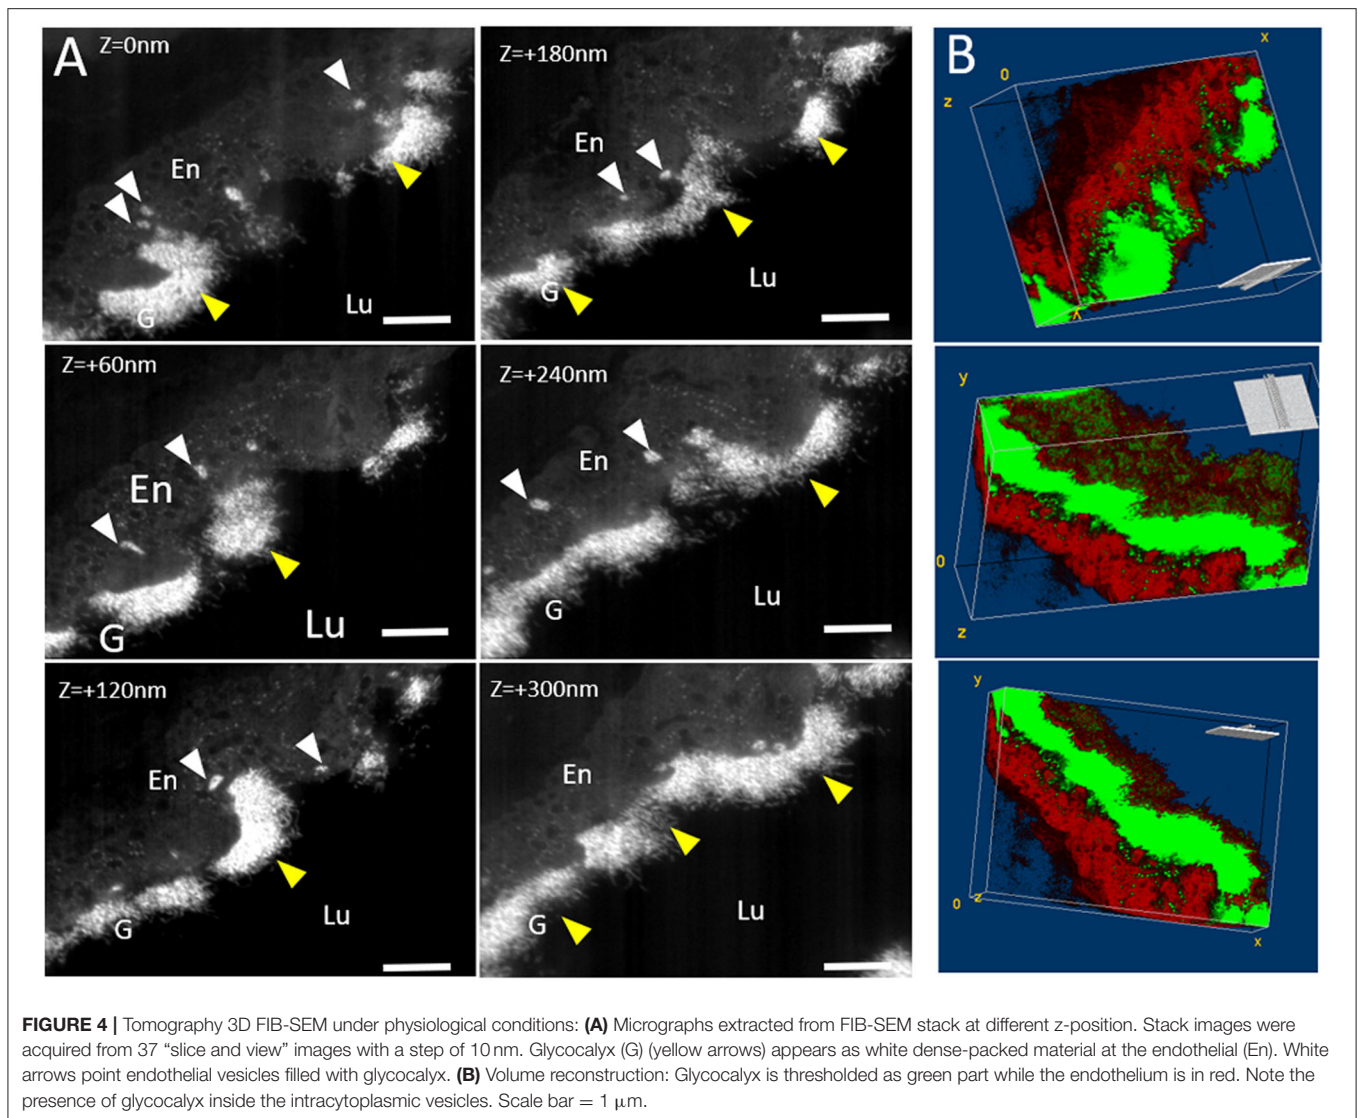 A
Z=0nm
En
G
Lu
Z=+180nm
En
G
Lu
Z=+60nm
En
G
Lu
Z=+240nm
En
G
Lu
Z=+120nm
En
G
Lu
Z=+300nm
En
G
Lu
B
x
0
z
X
y
0
z
y
0
z
x
FIGURE 4 | Tomography 3D FIB-SEM under physiological conditions: (A) Micrographs extracted from FIB-SEM stack at different z-position. Stack images were
acquired from 37 “slice and view” images with a step of 10 nm. Glycocalyx (G) (yellow arrows) appears as white dense-packed material at the endothelial (En). White
arrows point endothelial vesicles filled with glycocalyx. (B) Volume reconstruction: Glycocalyx is thresholded as green part while the endothelium is in red. Note the
presence of glycocalyx inside the intracytoplasmic vesicles. Scale bar = 1 μm.